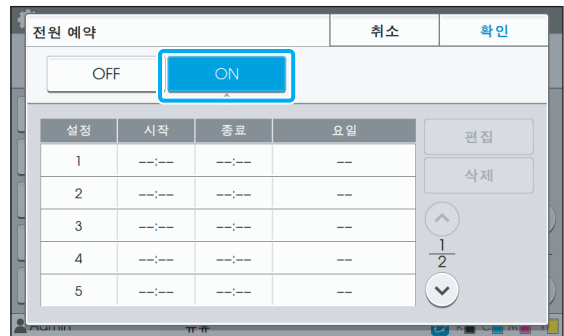 전원 예약 취소 확인
OFF ON
설정 시작 종료 요일 편집
1 --:-- --:-- --
삭제
2 --:-- --:-- --
3 --:-- --:-- --
4 --:-- --:-- --
1
2
5 --:-- --:-- --
Admin K C M Y